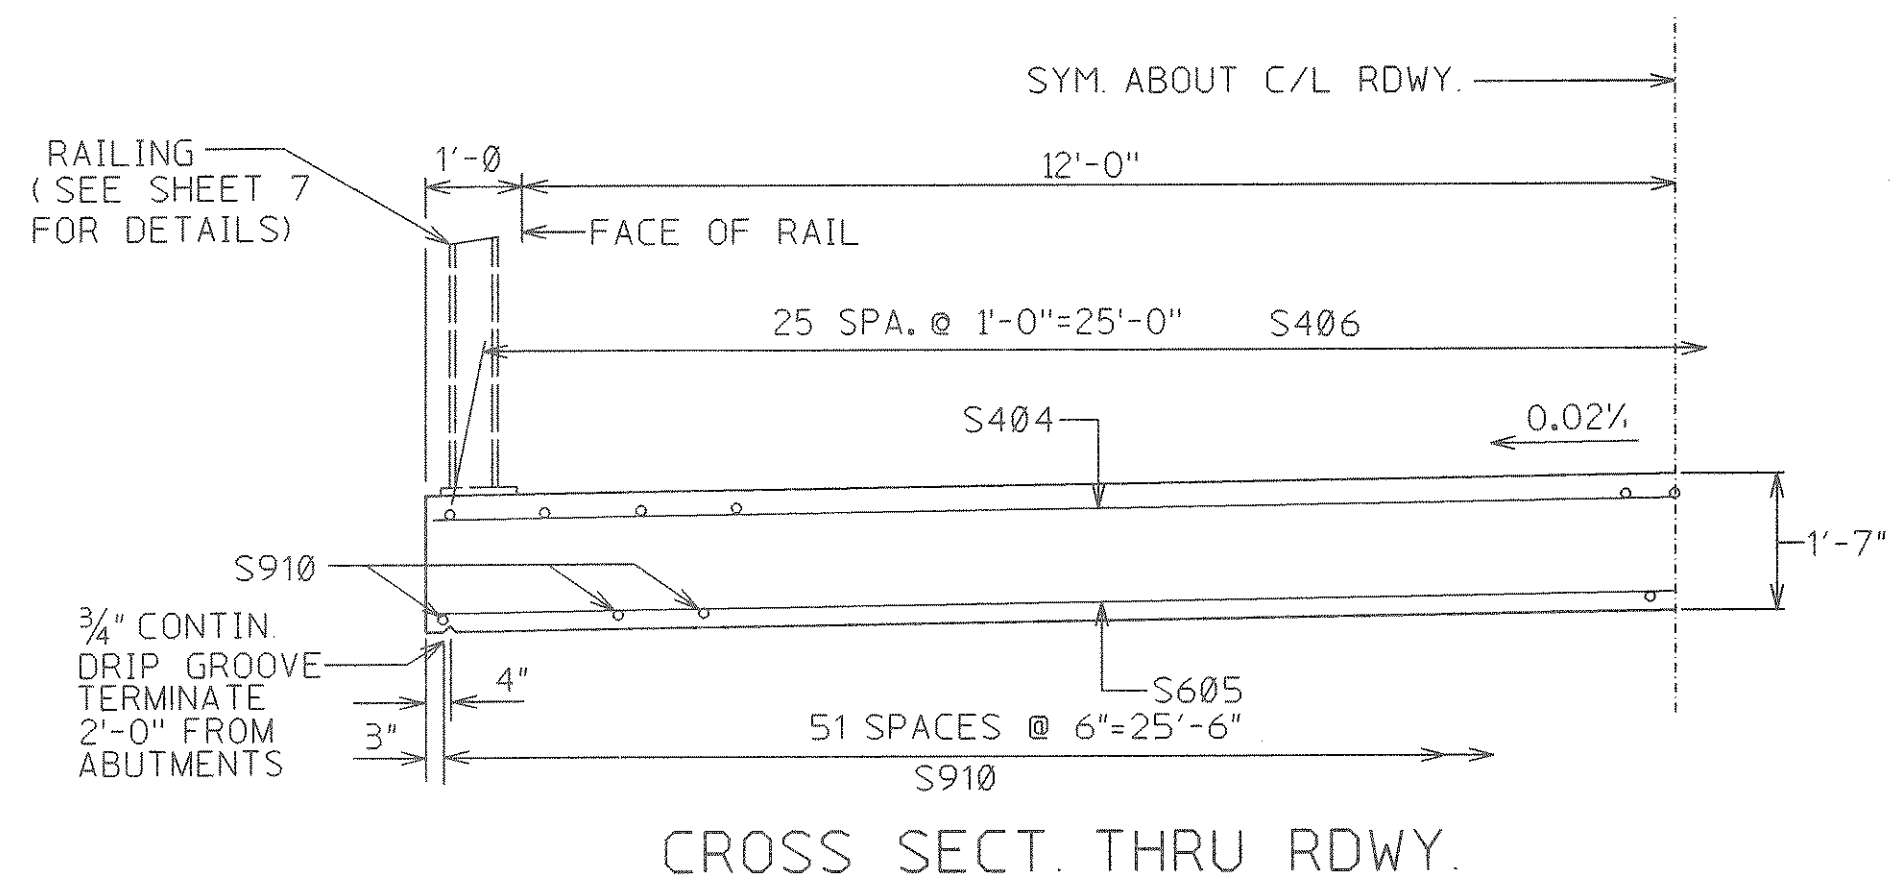 SYM. ABOUT C/L RDWY.
RAILING
(SEE SHEET 7
FOR DETAILS)
1'-0
12'-0"
FACE OF RAIL
25 SPA. @ 1'-0"=25'-0" S406
S404
0.02'/,
1'-7"
S910
3/4" CONTIN.
DRIP GROOVE
TERMINATE
2'-0" FROM
ABUTMENTS
4"
3"
S605
51 SPACES @ 6"=25'-6"
S910
CROSS SECT. THRU RDWY.